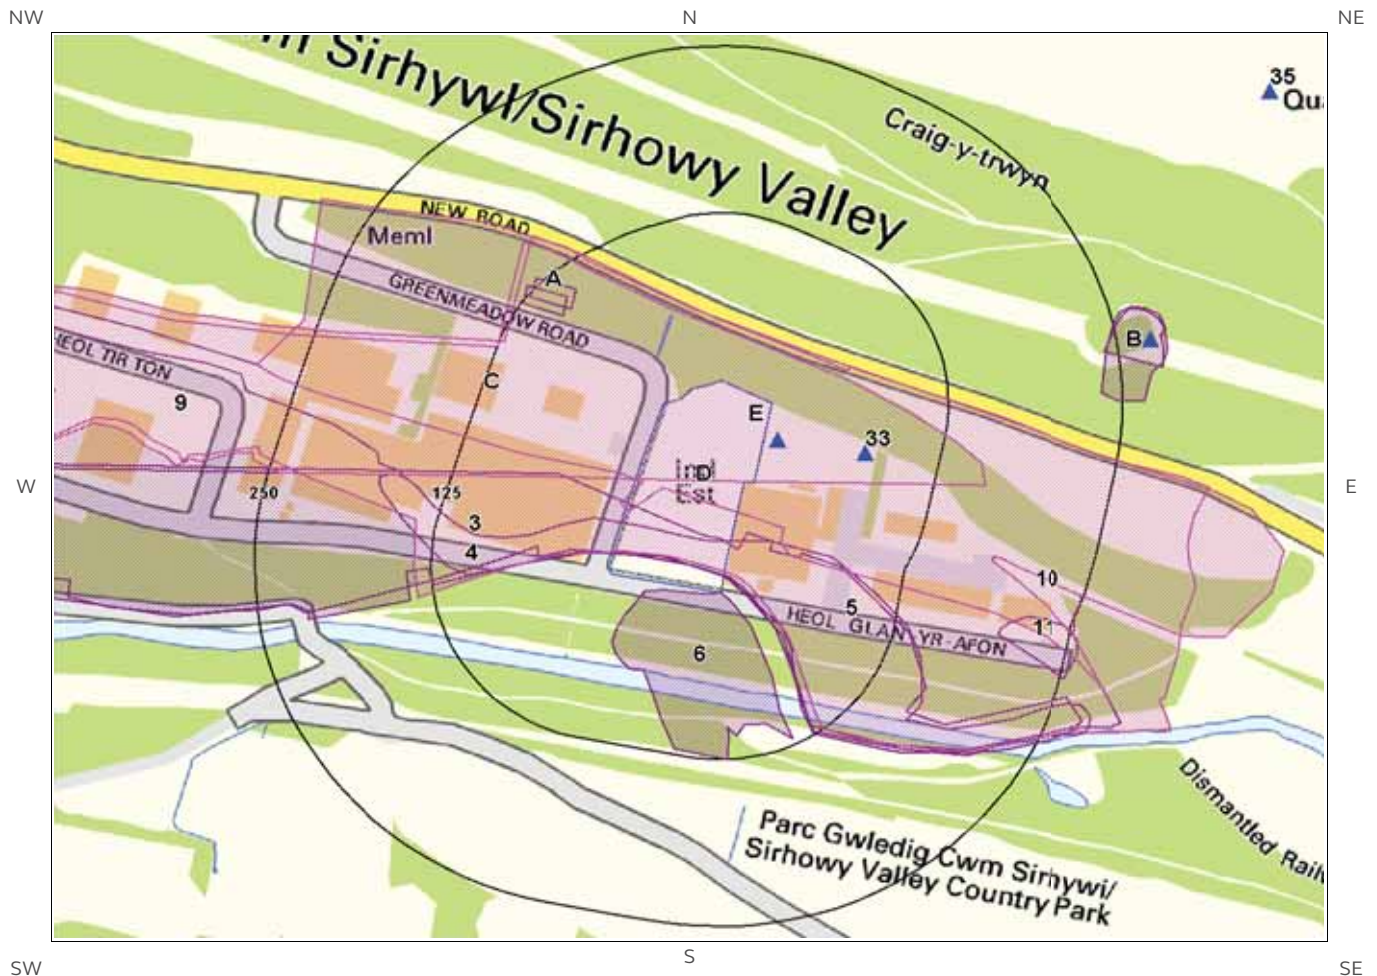 NW
N
NE
m Sirhywi/Sirhowy Valley
35
Craig-y-trwyn
NEW ROAD
Meml
A
GREENMEADOW ROAD
B
HEOL TIR TON
C
9
E
33
Ind
D
Est
W
E
250
125
3
4
10
5
HEOL GLAN YR-AFON
11
6
Dismantled Railw
Parc Gwledig Cwm Sirhywi/
Sirhowy Valley Country Park
SW
S
SE